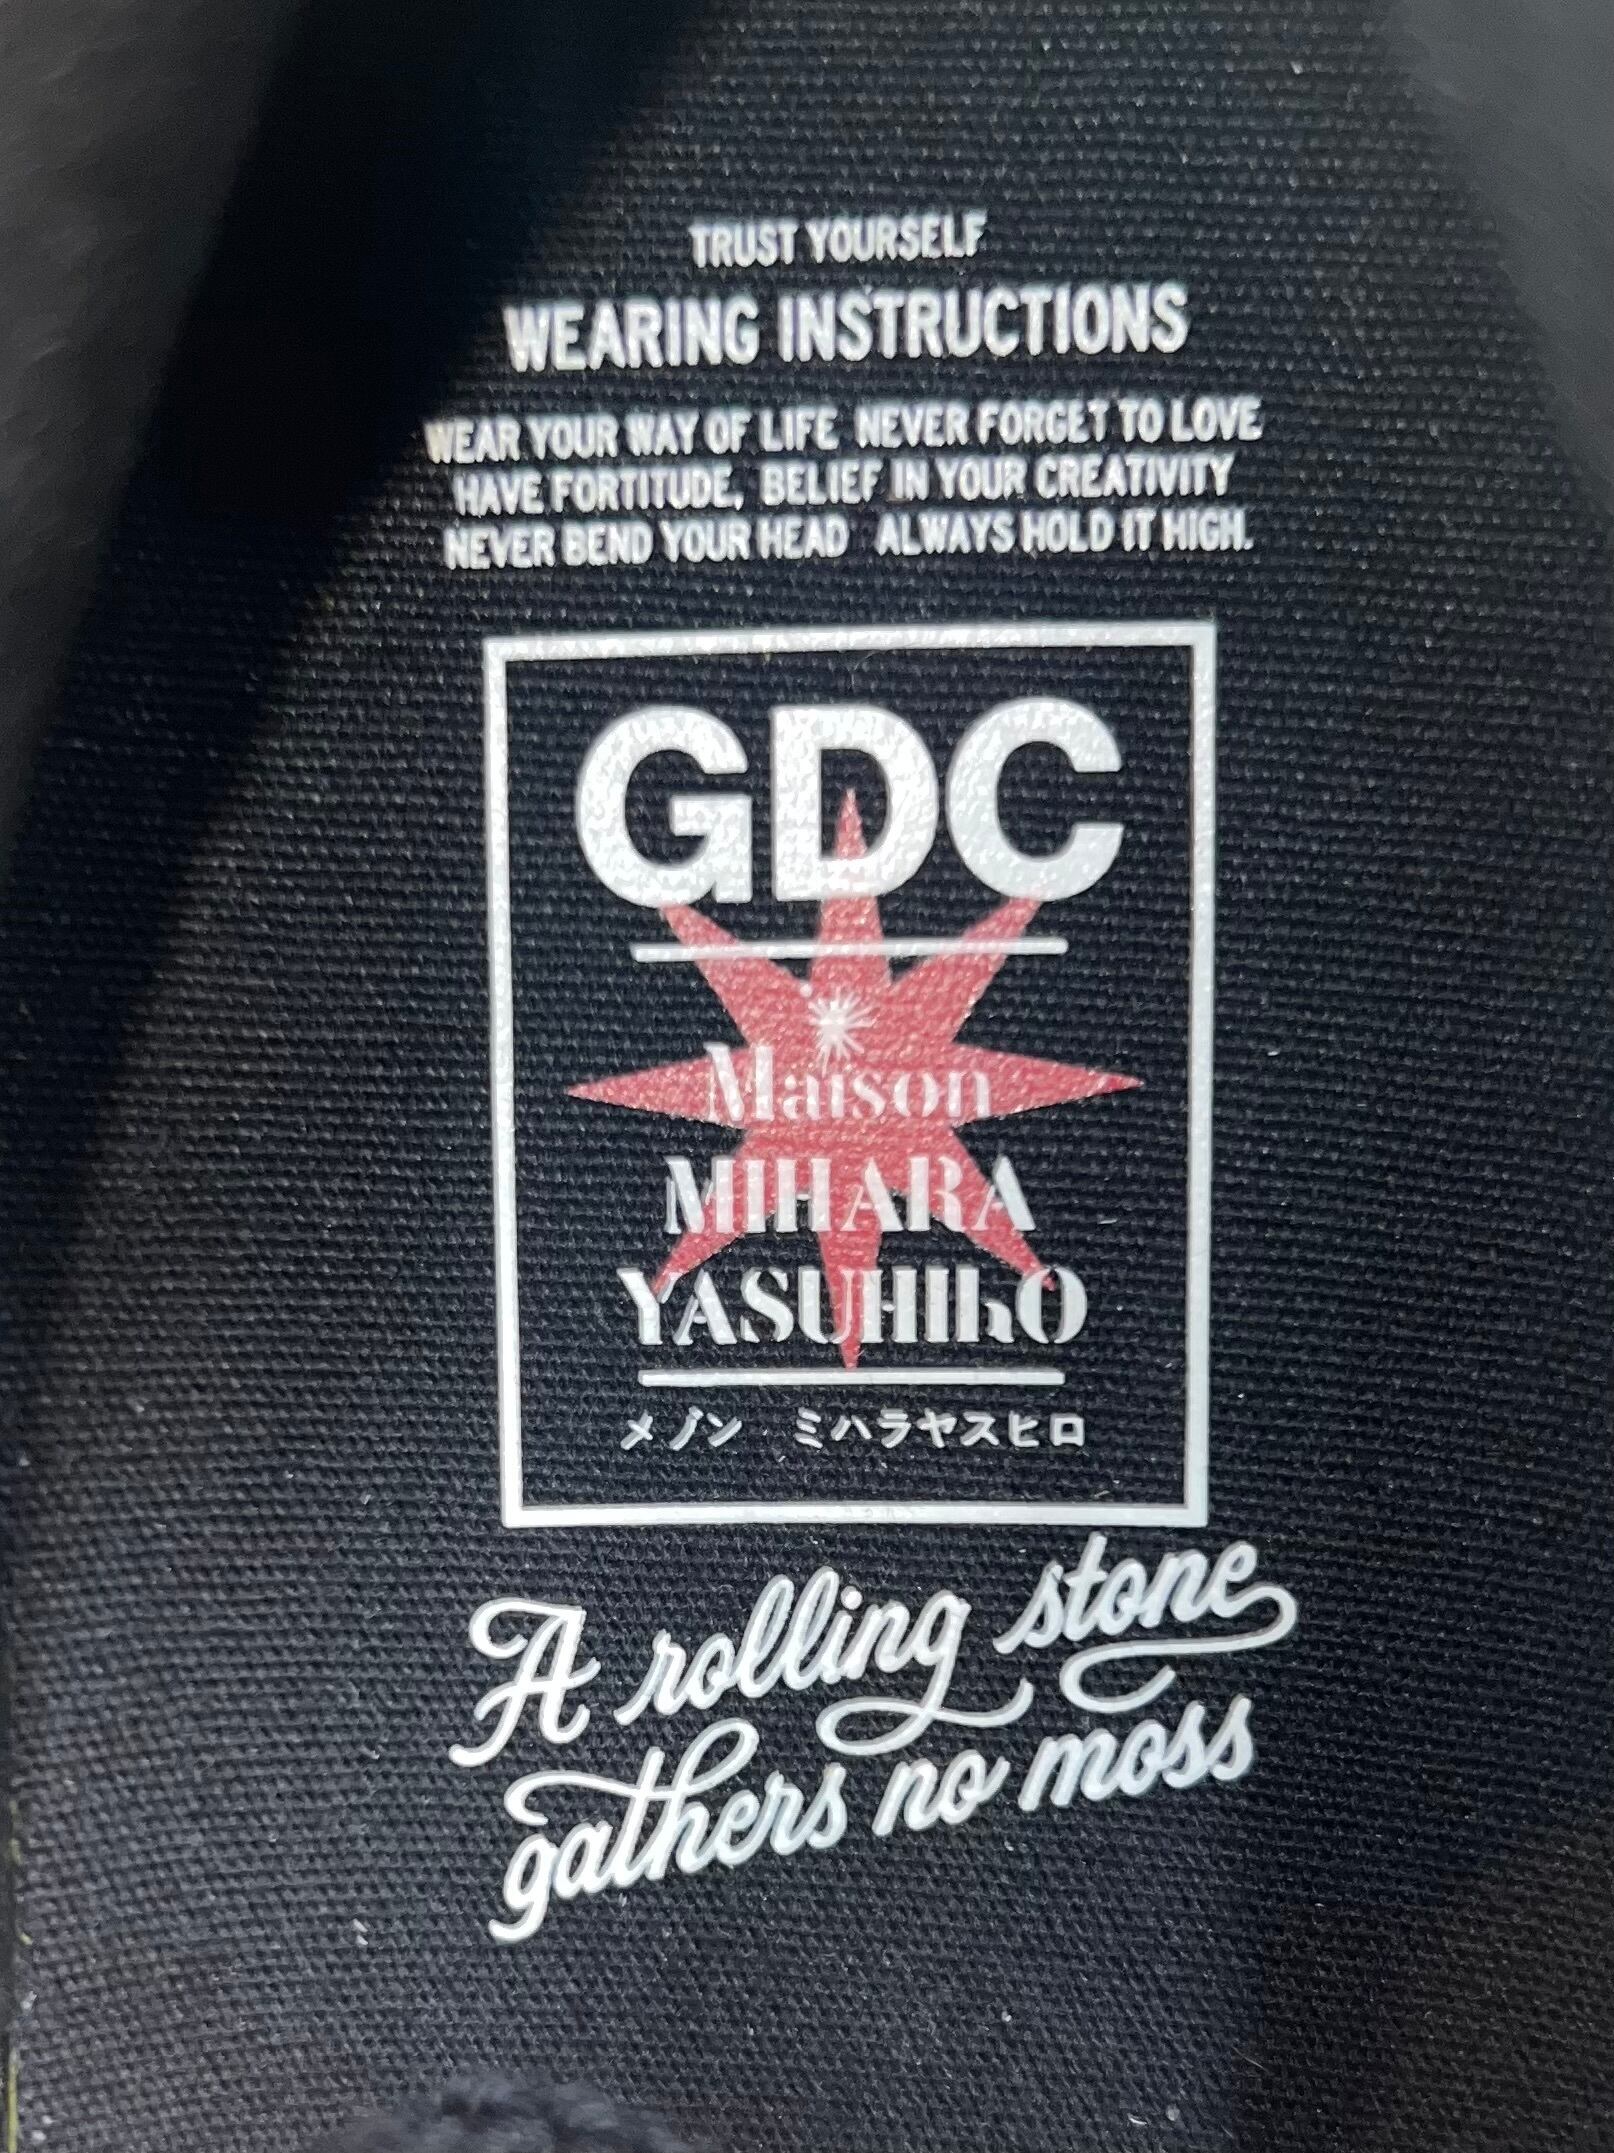 TRUST YOURSELF
WEARING INSTRUCTIONS
WEAR YOUR WAY OF LIFE NEVER FORGET TO LOVE
HAVE FORTITUDE, BELIEF IN YOUR CREATIVITY
NEVER BEND YOUR HEAD ALWAYS HOLD IT HIGH.
GDC
Maison
MIHARA
YASUHIhO
メゾン ミハラヤスヒロ
A rolling stone
gathers no moss